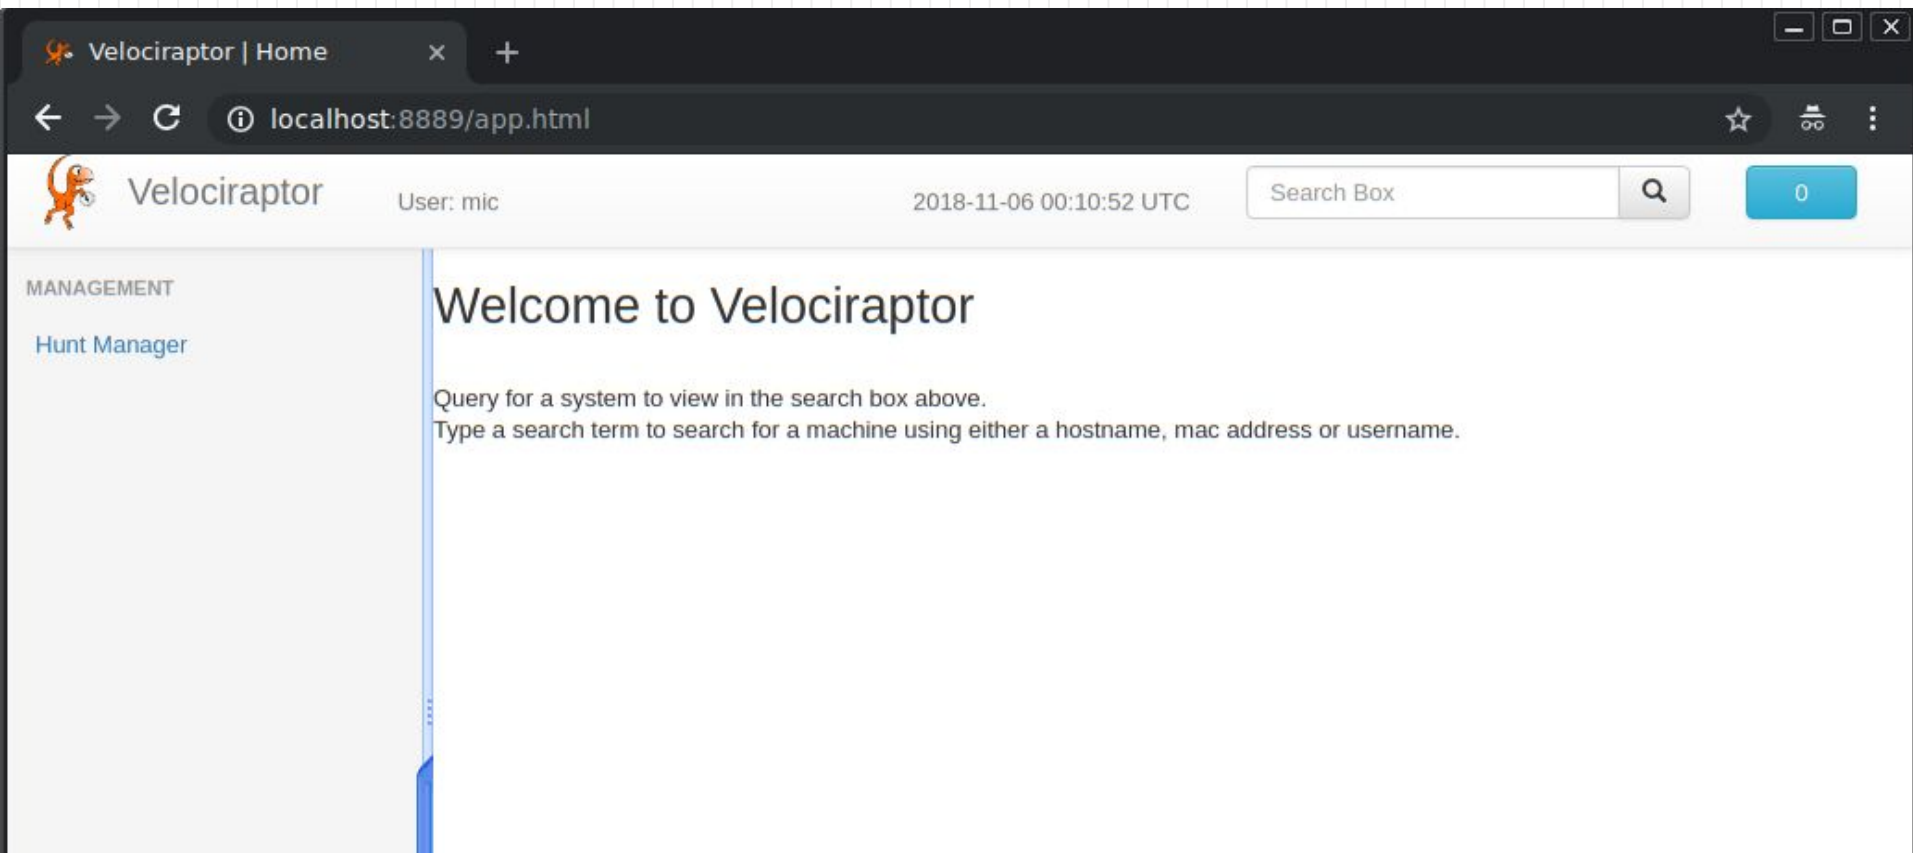 Velociraptor | Home
localhost:8889/app.html
Velociraptor
User: mic
2018-11-06 00:10:52 UTC
Search Box
0
MANAGEMENT
Hunt Manager
Welcome to Velociraptor
Query for a system to view in the search box above.
Type a search term to search for a machine using either a hostname, mac address or username.